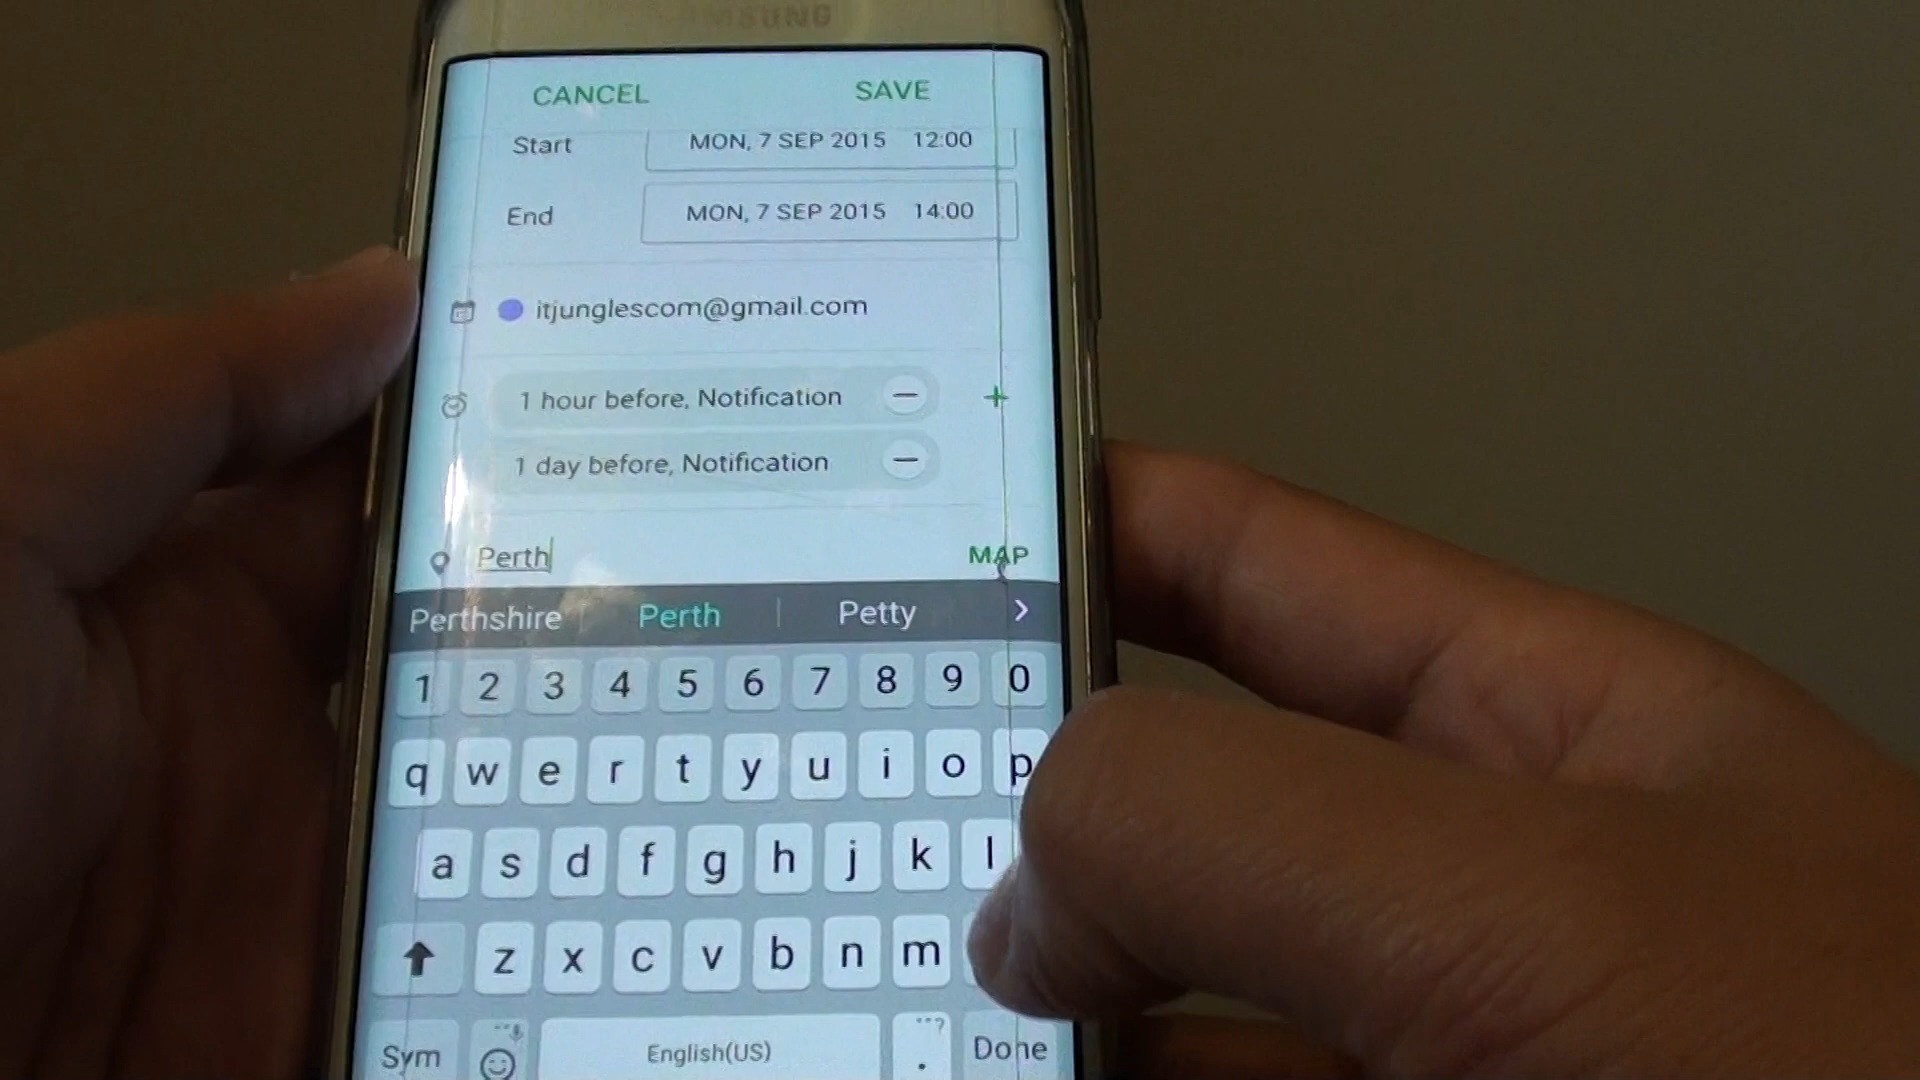 SAMSUNG
CANCEL SAVE
Start MON, 7 SEP 2015 12:00
End MON, 7 SEP 2015 14:00
itjunglescom@gmail.com
1 hour before, Notification − +
1 day before, Notification −
Perth MAP
Perthshire Perth Petty >
1 2 3 4 5 6 7 8 9 0
q w e r t y u i o p
a s d f g h j k l
z x c v b n m
Sym English(US) . Done